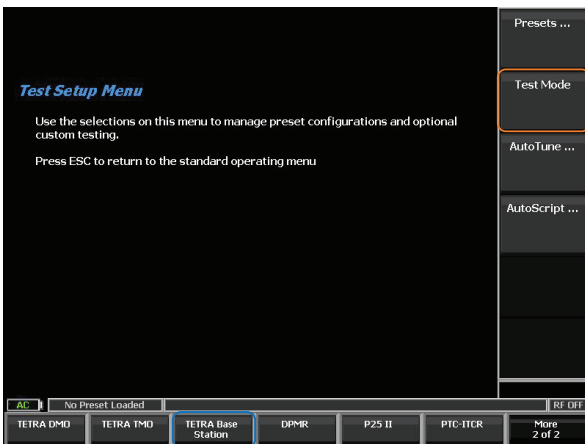 Presets ...
Test Setup Menu
Test Mode
Use the selections on this menu to manage preset configurations and optional
custom testing.
Press ESC to return to the standard operating menu
AutoTune ...
AutoScript ...
AC No Preset Loaded RF OFF
TETRA DMO TETRA TMO TETRA Base DPMR P25 II PTC-ITCR More
Station 2 of 2